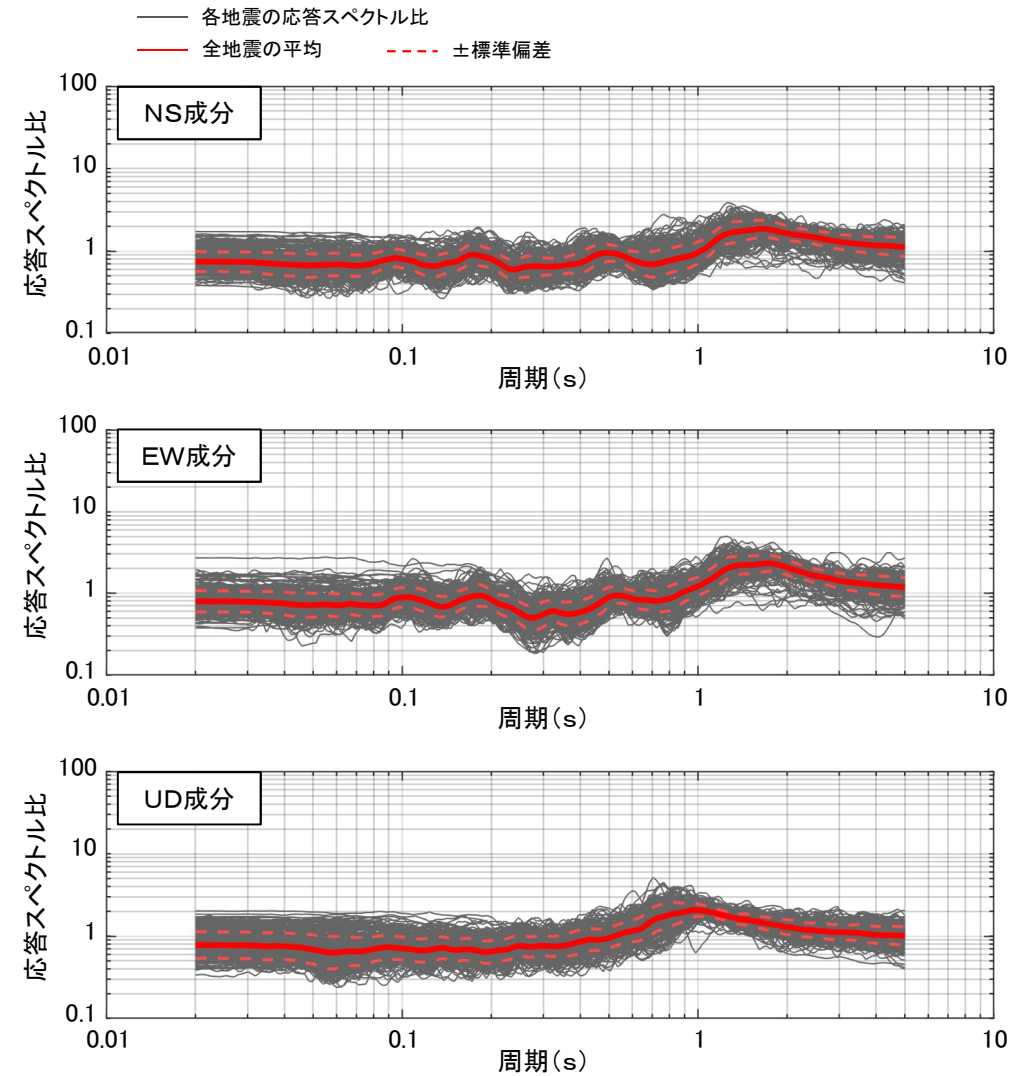 各地震の応答スペクトル比
全地震の平均 ±標準偏差
100
NS成分
10
1
0.1
応答スペクトル比
0.01 0.1 1 10
周期(s)
100
EW成分
10
1
0.1
応答スペクトル比
0.01 0.1 1 10
周期(s)
100
UD成分
10
1
0.1
応答スペクトル比
0.01 0.1 1 10
周期(s)